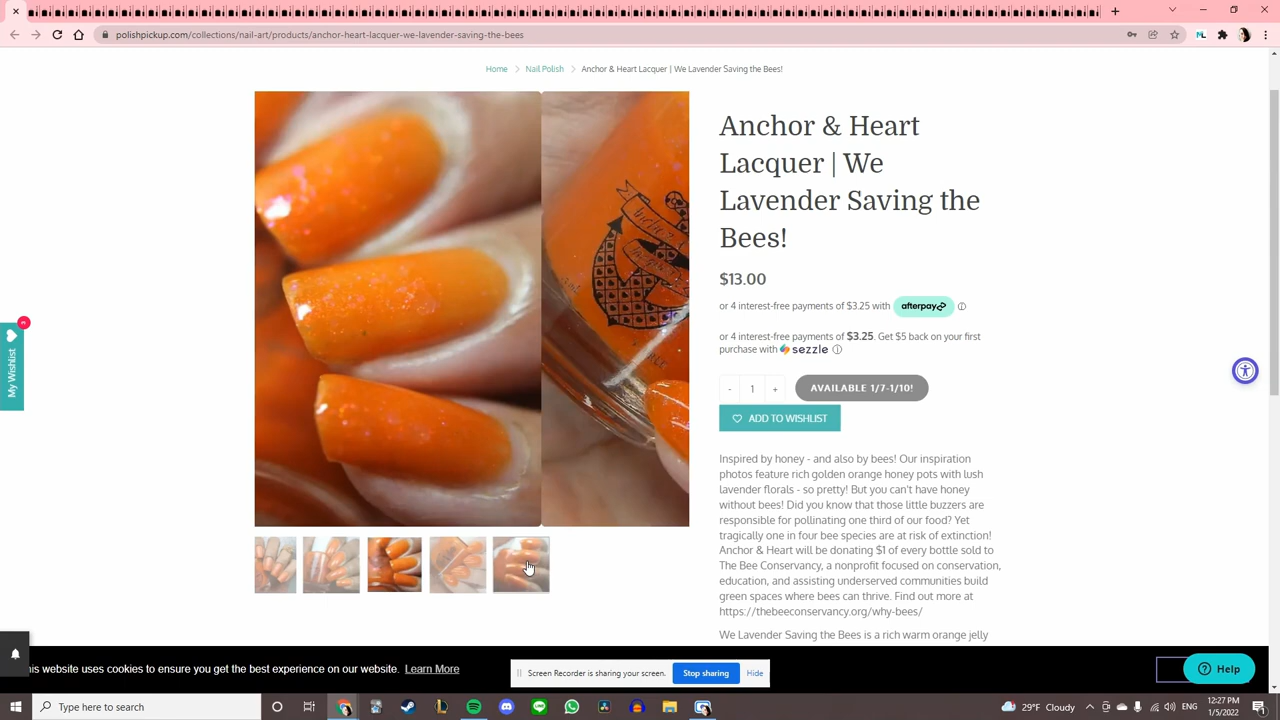 polishpickup.com/collections/nail-art/products/anchor-heart-lacquer-we-lavender-saving-the-bees
Home > Nail Polish > Anchor & Heart Lacquer | We Lavender Saving the Bees!
Anchor & Heart
Lacquer | We
Lavender Saving the
Bees!
$13.00
or 4 interest-free payments of $3.25 with afterpay ⓘ
or 4 interest-free payments of $3.25. Get $5 back on your first
purchase with sezzle ⓘ
- 1 + AVAILABLE 1/7-1/10!
ADD TO WISHLIST
My Wishlist
Inspired by honey - and also by bees! Our inspiration
photos feature rich golden orange honey pots with lush
lavender florals - so pretty! But you can't have honey
without bees! Did you know that those little buzzers are
responsible for pollinating one third of our food? Yet
tragically one in four bee species are at risk of extinction!
Anchor & Heart will be donating $1 of every bottle sold to
The Bee Conservancy, a nonprofit focused on conservation,
education, and assisting underserved communities build
green spaces where bees can thrive. Find out more at
https://thebeeconservancy.org/why-bees/
We Lavender Saving the Bees is a rich warm orange jelly
his website uses cookies to ensure you get the best experience on our website. Learn More
Screen Recorder is sharing your screen. Stop sharing Hide
Help
Type here to search
29°F Cloudy
12:27 PM
1/5/2022